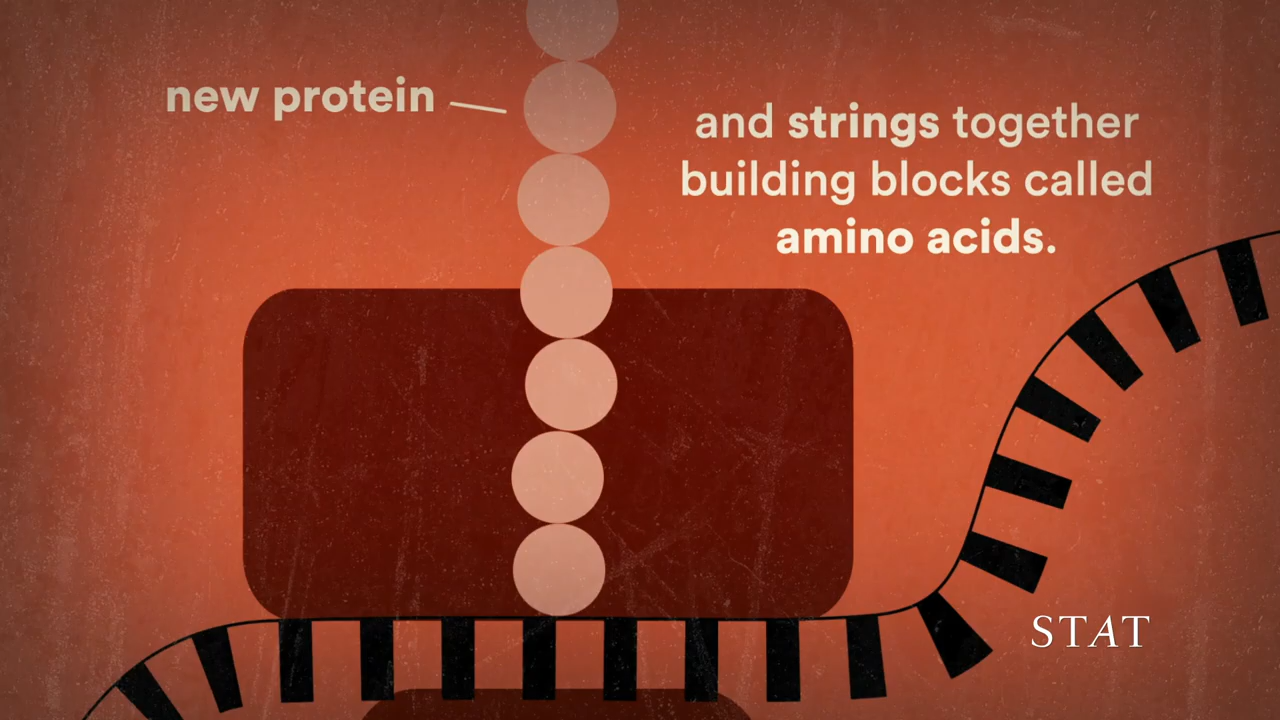 new protein
and strings together
building blocks called
amino acids.
STAT